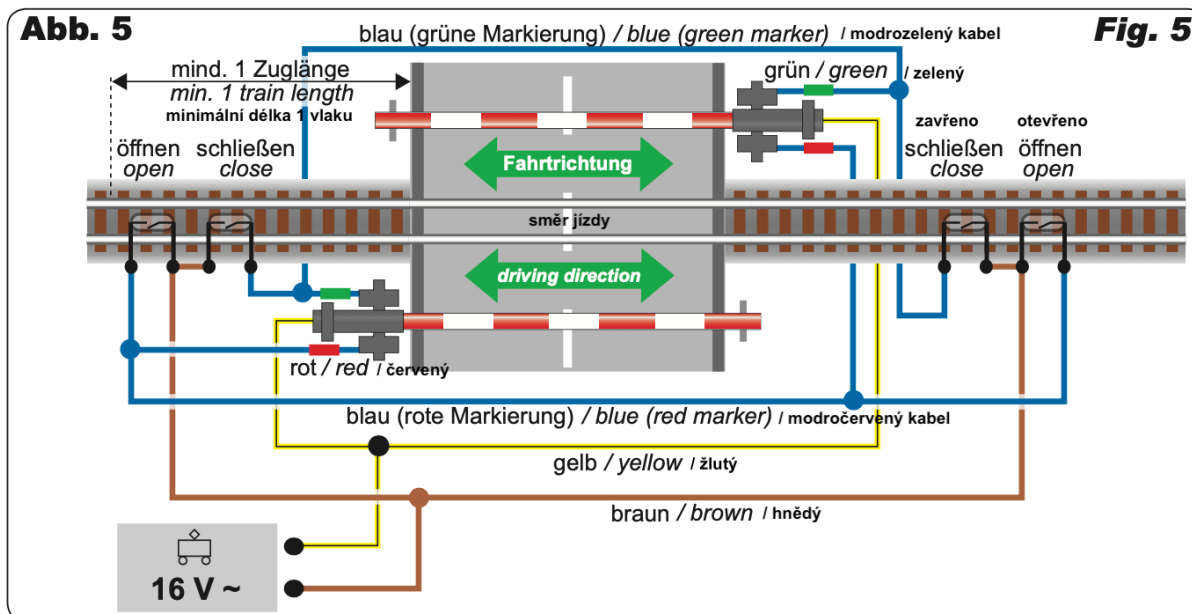 Abb. 5
Fig. 5
blau (grüne Markierung) / blue (green marker) / modrozelený kabel
mind. 1 Zuglänge
min. 1 train length
minimální délka 1 vlaku
grün / green / zelený
öffnen
open
schließen
close
zavřeno
schließen
close
otevřeno
öffnen
open
Fahrtrichtung
směr jízdy
driving direction
rot / red / červený
blau (rote Markierung) / blue (red marker) / modročervený kabel
gelb / yellow / žlutý
braun / brown / hnědý
16 V ~